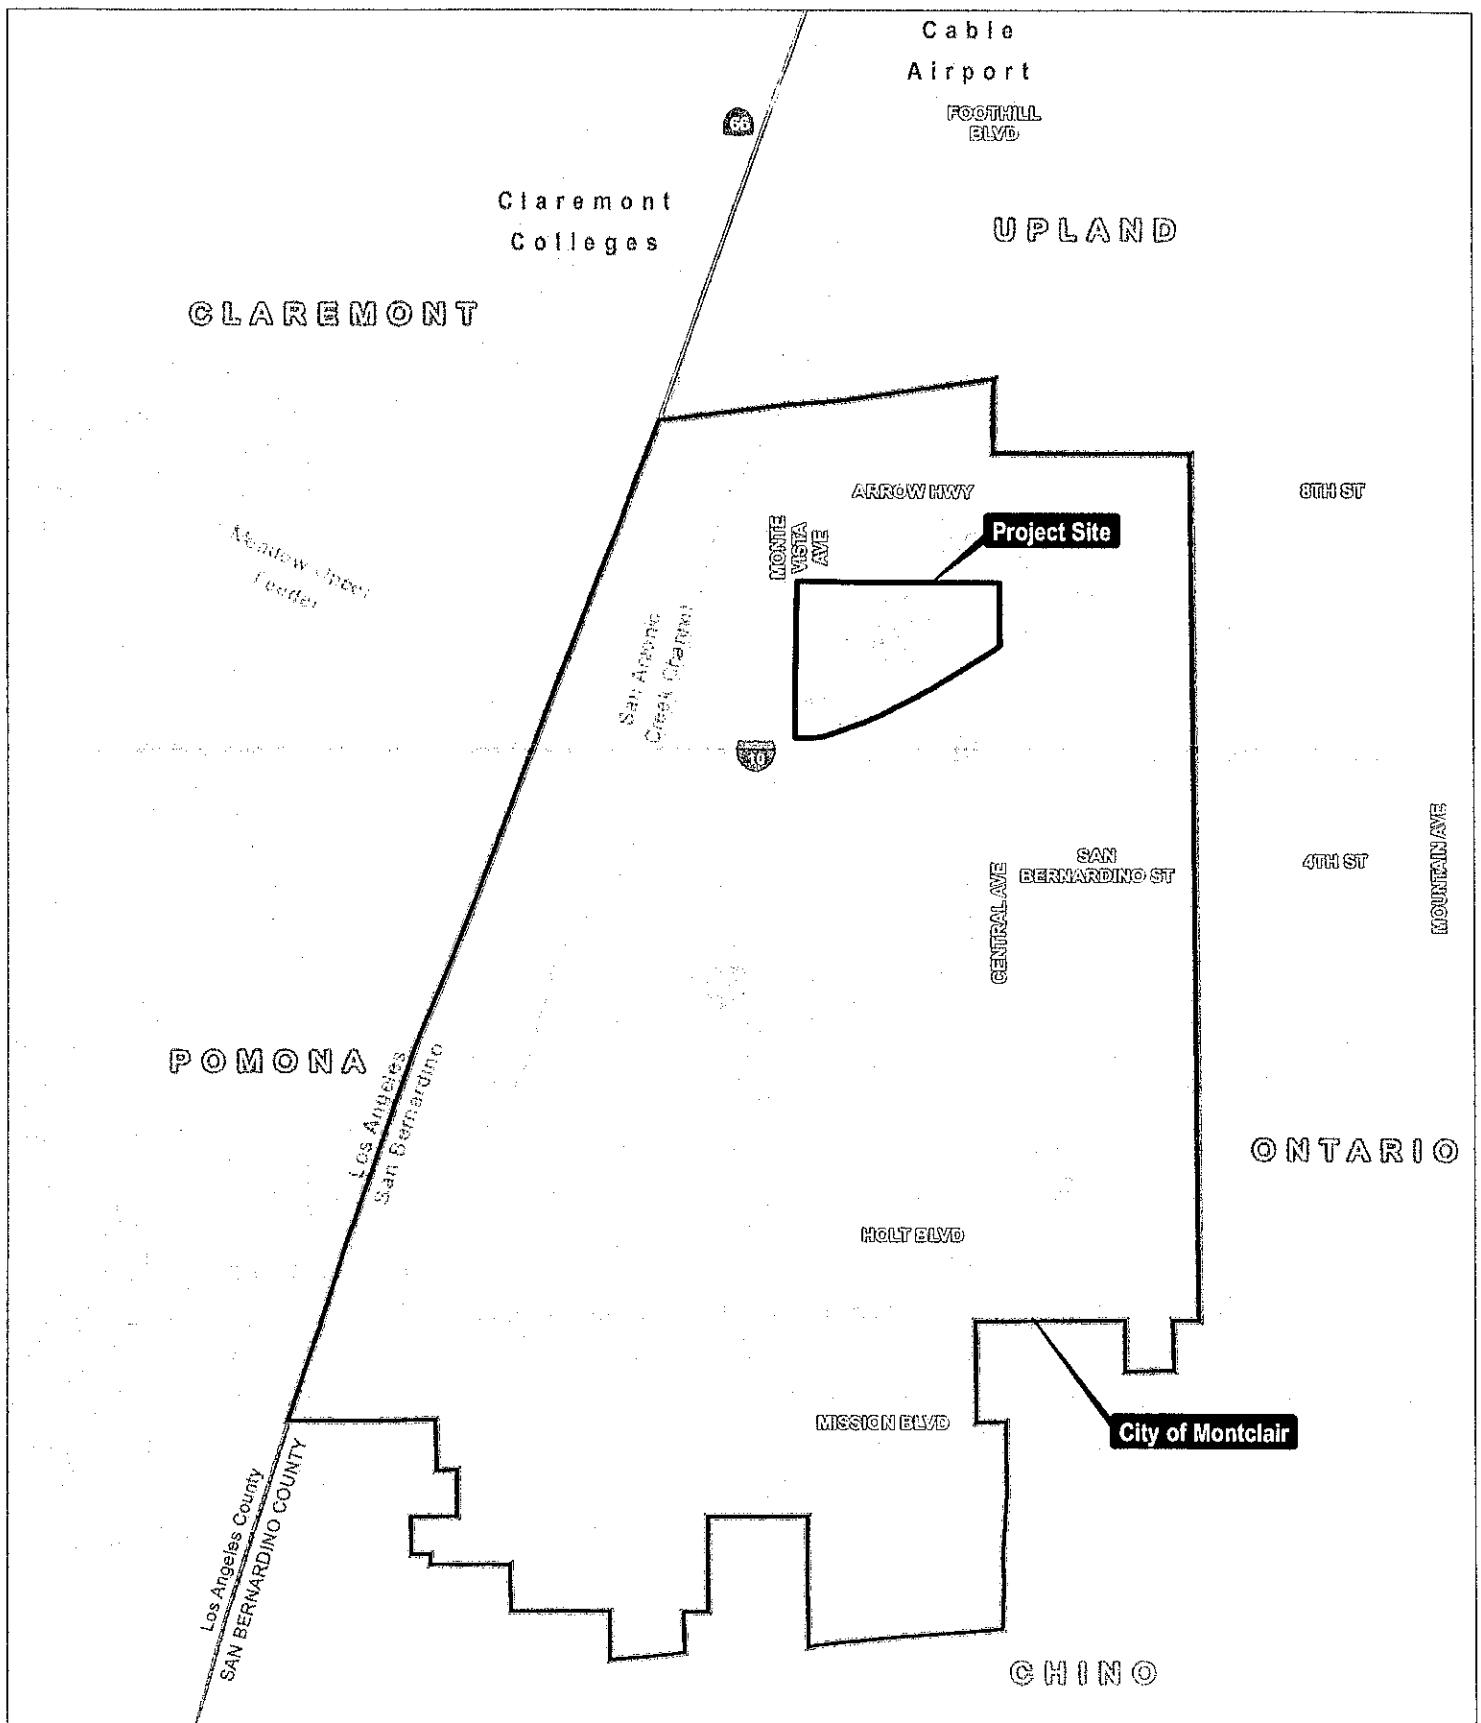 Cable
Airport
66
FOOTHILL
BLVD
Claremont
Colleges
UPLAND
CLAREMONT
ARROW HWY
8TH ST
MONTE
VISTA
AVE
Project Site
San Antonio
Creek Channel
10
SAN
BERNARDINO ST
4TH ST
CENTRAL AVE
MOUNTAIN AVE
POMONA
Los Angeles
San Bernardino
ONTARIO
HOLT BLVD
MISSION BLVD
City of Montclair
Los Angeles County
SAN BERNARDINO COUNTY
CHINO